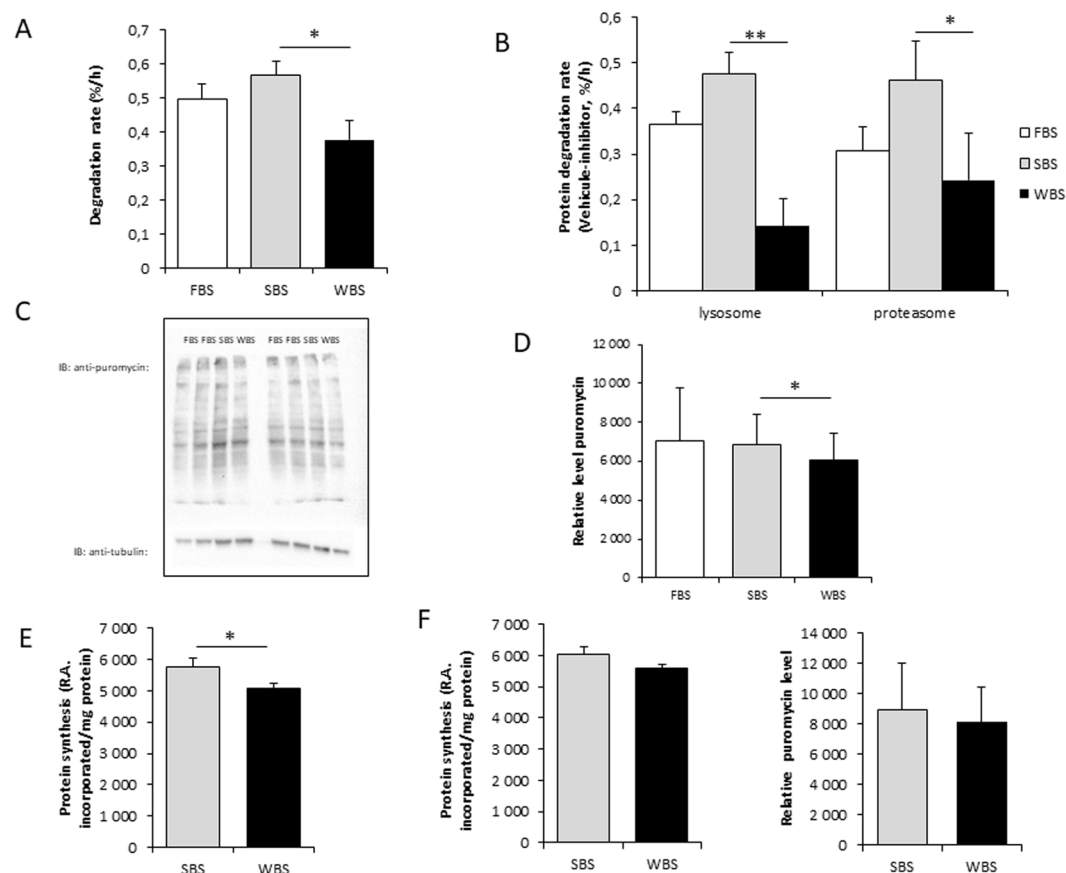 A
Degradation rate (%/h)
0,7
0,6
0,5
0,4
0,3
0,2
0,1
0
*
FBS SBS WBS
B
Protein degradation rate
(Vehicule-inhibitor, %/h)
0,6
0,5
0,4
0,3
0,2
0,1
0
**
*
lysosome proteasome
FBS
SBS
WBS
C
FBS FBS SBS WBS FBS FBS SBS WBS
IB: anti-puromycin:
IB: anti-tubulin:
D
Relative level puromycin
12 000
10 000
8 000
6 000
4 000
2 000
0
*
FBS SBS WBS
E
Protein synthesis (R.A.
incorporated/mg protein)
7 000
6 000
5 000
4 000
3 000
2 000
1 000
0
*
SBS WBS
F
Protein synthesis (R.A.
incorporated/mg protein)
7 000
6 000
5 000
4 000
3 000
2 000
1 000
0
SBS WBS
Relative puromycin level
14 000
12 000
10 000
8 000
6 000
4 000
2 000
0
SBS WBS